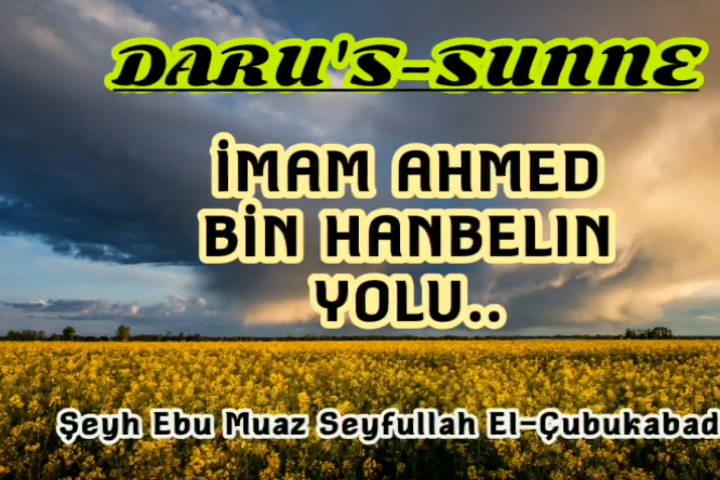 DARU'S-SUNNE
İMAM AHMED
BİN HANBELIN
YOLU..
Şeyh Ebu Muaz Seyfullah El-Çubukabad